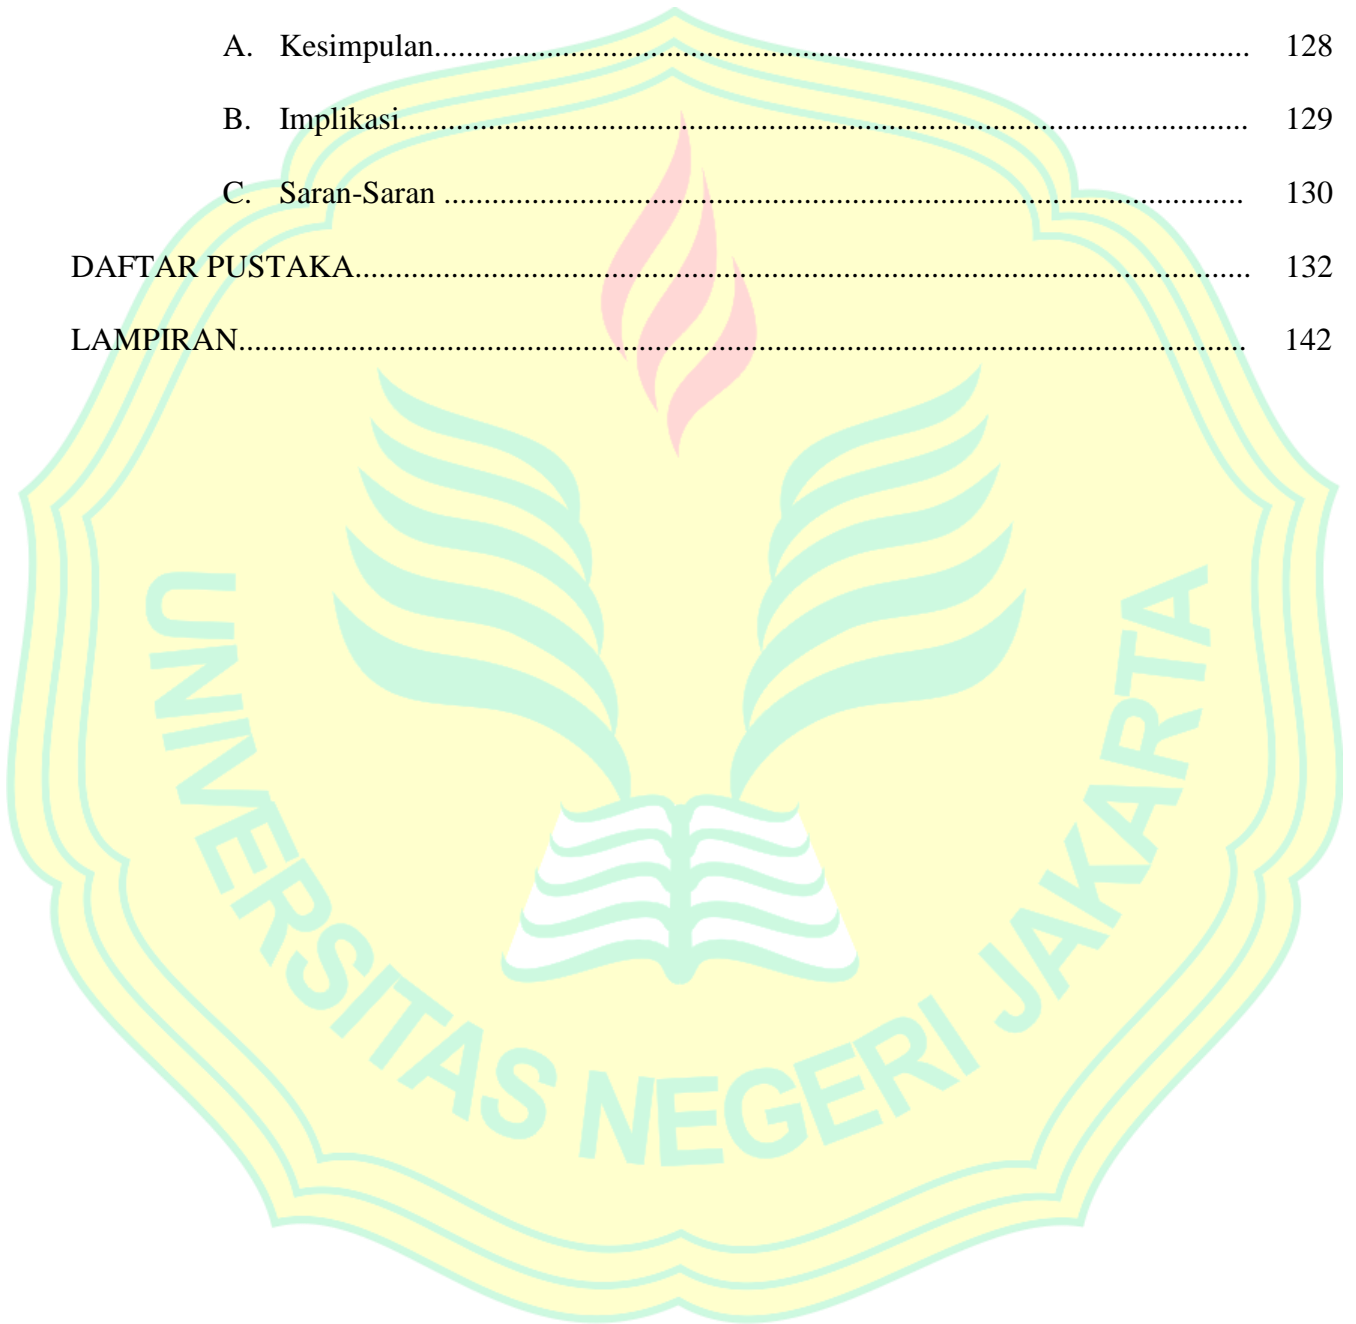 A. Kesimpulan...................................................................................................... 128
B. Implikasi.......................................................................................................... 129
C. Saran-Saran .................................................................................................... 130
DAFTAR PUSTAKA................................................................................................................ 132
LAMPIRAN.............................................................................................................................. 142
UNIVERSITAS NEGERI JAKARTA